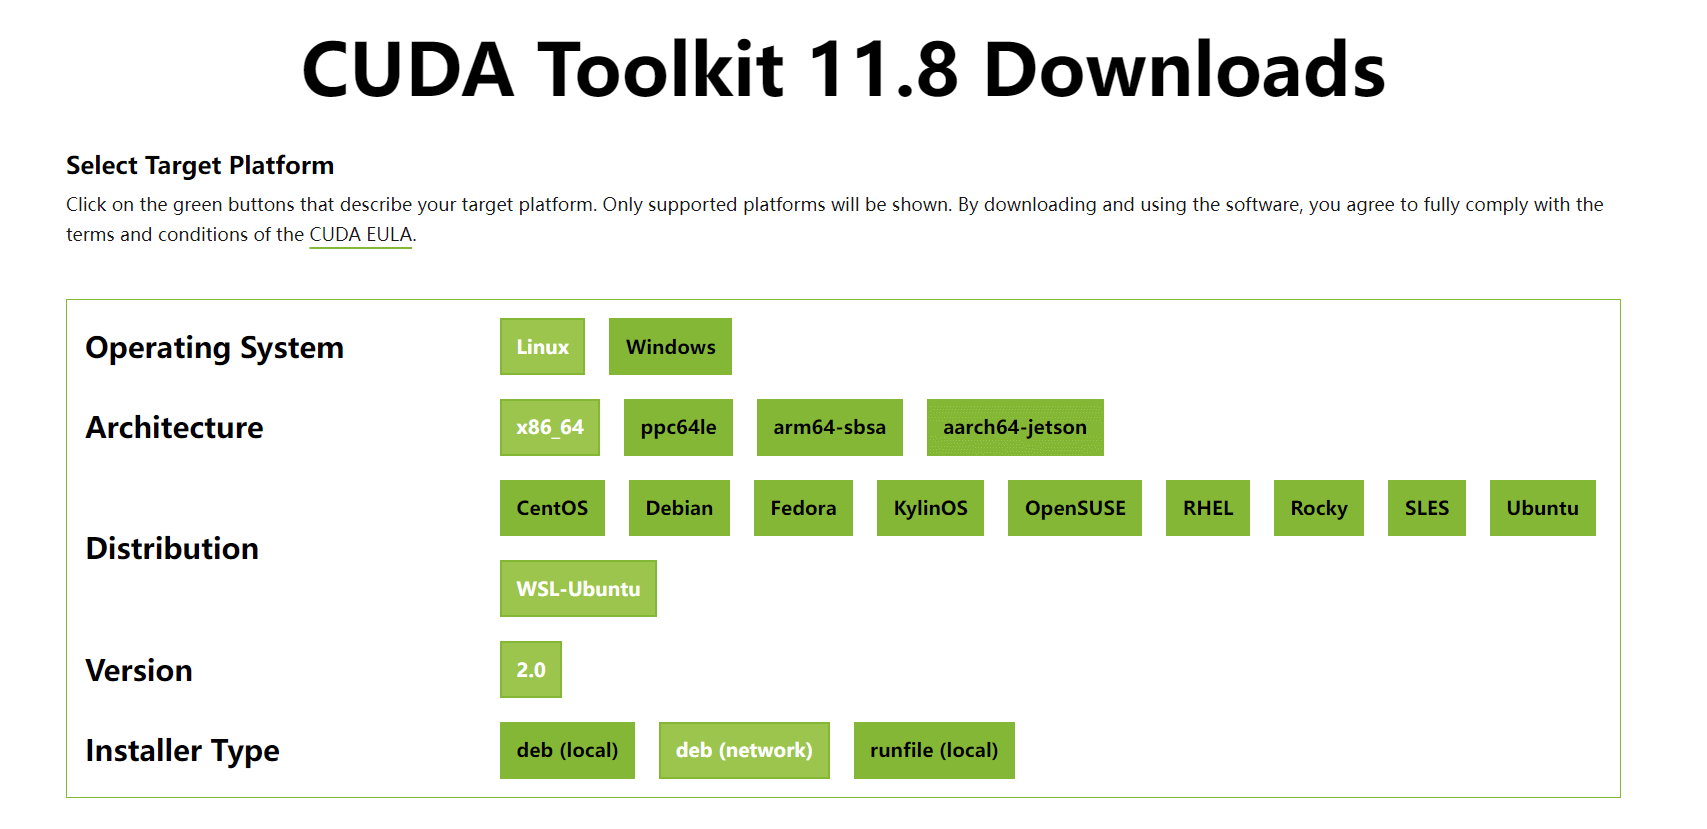 CUDA Toolkit 11.8 Downloads
Select Target Platform
Click on the green buttons that describe your target platform. Only supported platforms will be shown. By downloading and using the software, you agree to fully comply with the
terms and conditions of the CUDA EULA.
Operating System Linux Windows
Architecture x86_64 ppc64le arm64-sbsa aarch64-jetson
Distribution CentOS Debian Fedora KylinOS OpenSUSE RHEL Rocky SLES Ubuntu
WSL-Ubuntu
Version 2.0
Installer Type deb (local) deb (network) runfile (local)